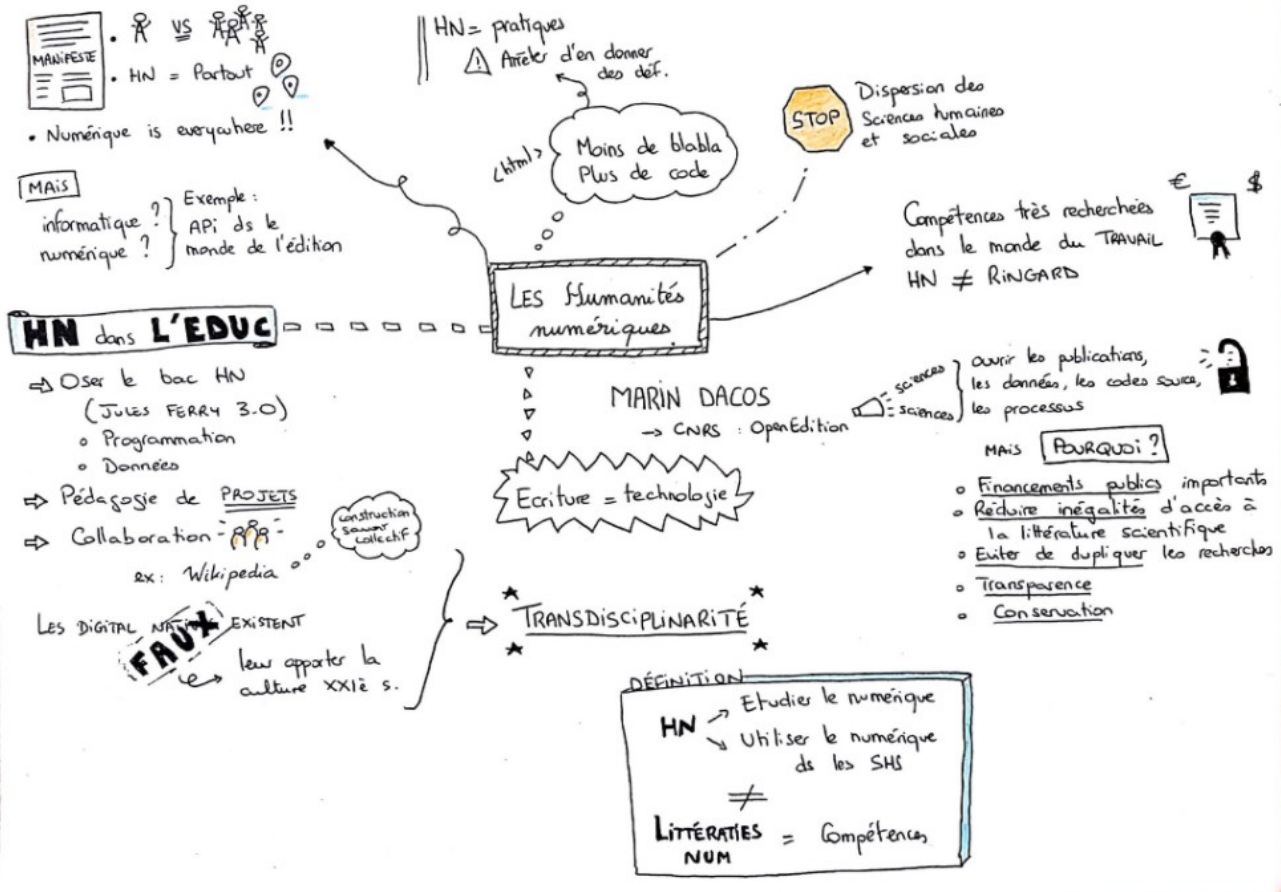 MANIFESTE
• VS
• HN = Partout
• Numérique is everywhere !!
MAIS
informatique ?
numérique ?
Exemple :
API ds le
monde de l'édition
HN = pratiques
⚠ Arrêter d'en donner
des déf.
<html>
Moins de blabla
Plus de code
STOP
Dispersion des
Sciences humaines
et sociales
Compétences très recherchées
dans le monde du TRAVAIL
HN ≠ RINGARD
€ $
LES Humanités
numériques
HN dans L'EDUC
⇨ Oser le bac HN
(JULES FERRY 3.0)
Programmation
Données
⇨ Pédagogie de PROJETS
⇨ Collaboration
ex : Wikipedia
construction
savoir
collectif
LES DIGITAL NATIVES EXISTENT
FAUX
leur apporter la
culture XXIè s.
MARIN DACOS
→ CNRS : OpenEdition
sciences
sciences
ouvrir les publications,
les données, les codes source,
les processus
MAIS POURQUOI ?
Financements publics importants
Réduire inégalités d'accès à
la littérature scientifique
Eviter de dupliquer les recherches
Transparence
Conservation
Ecriture = technologie
⇨ TRANSDISCIPLINARITÉ
DÉFINITION
HN
Etudier le numérique
Utiliser le numérique
ds les SHS
≠
LITTÉRATIES
NUM
= Compétences